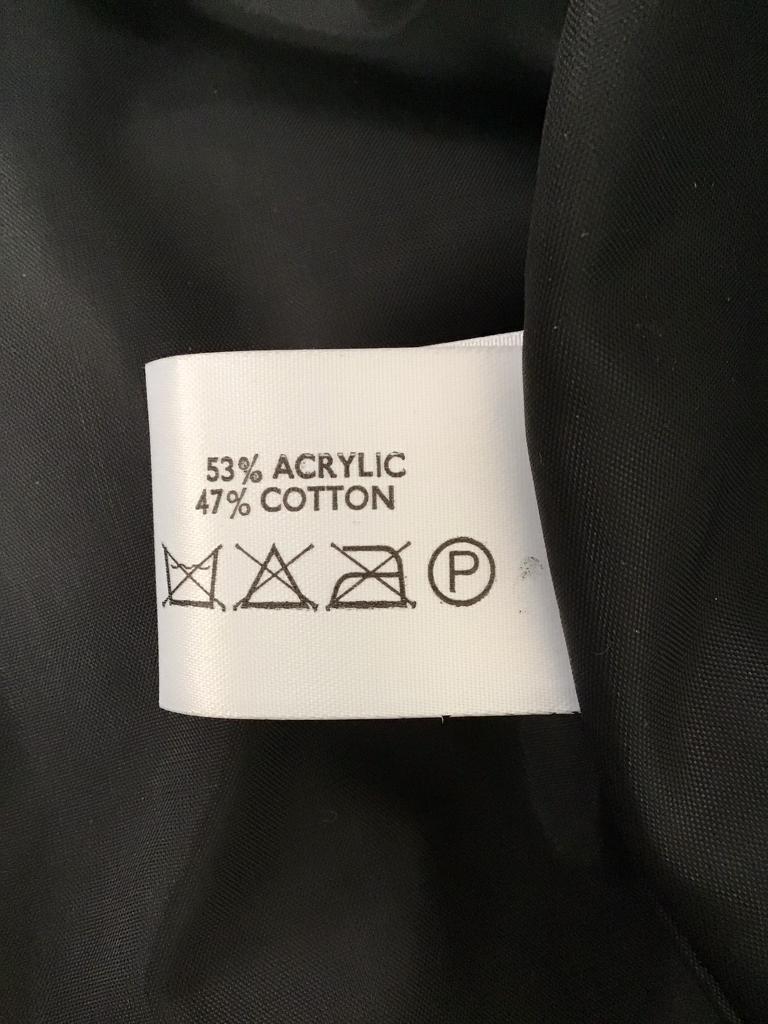 53% ACRYLIC
47% COTTON
P